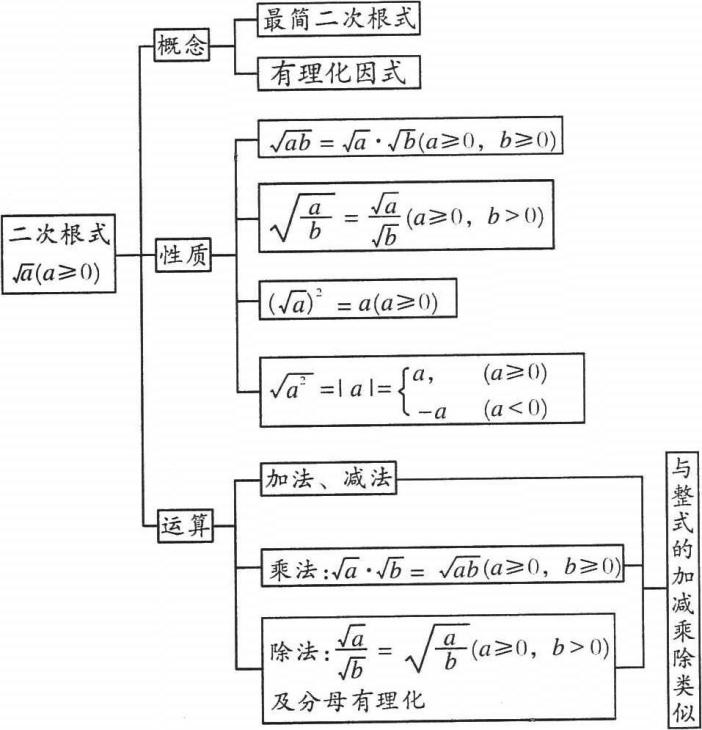 最简二次根式
概念
有理化因式
√ab = √a · √b(a≥0, b≥0)
√(a/b) = √a/√b (a≥0, b>0)
二次根式
√a(a≥0)
性质
(√a)² = a(a≥0)
√a² =|a|= { a, (a≥0)
-a (a<0)
加法、减法
运算
乘法:√a · √b = √ab(a≥0, b≥0)
除法:√a/√b = √(a/b) (a≥0, b>0)
及分母有理化
与整式的加减乘除类似